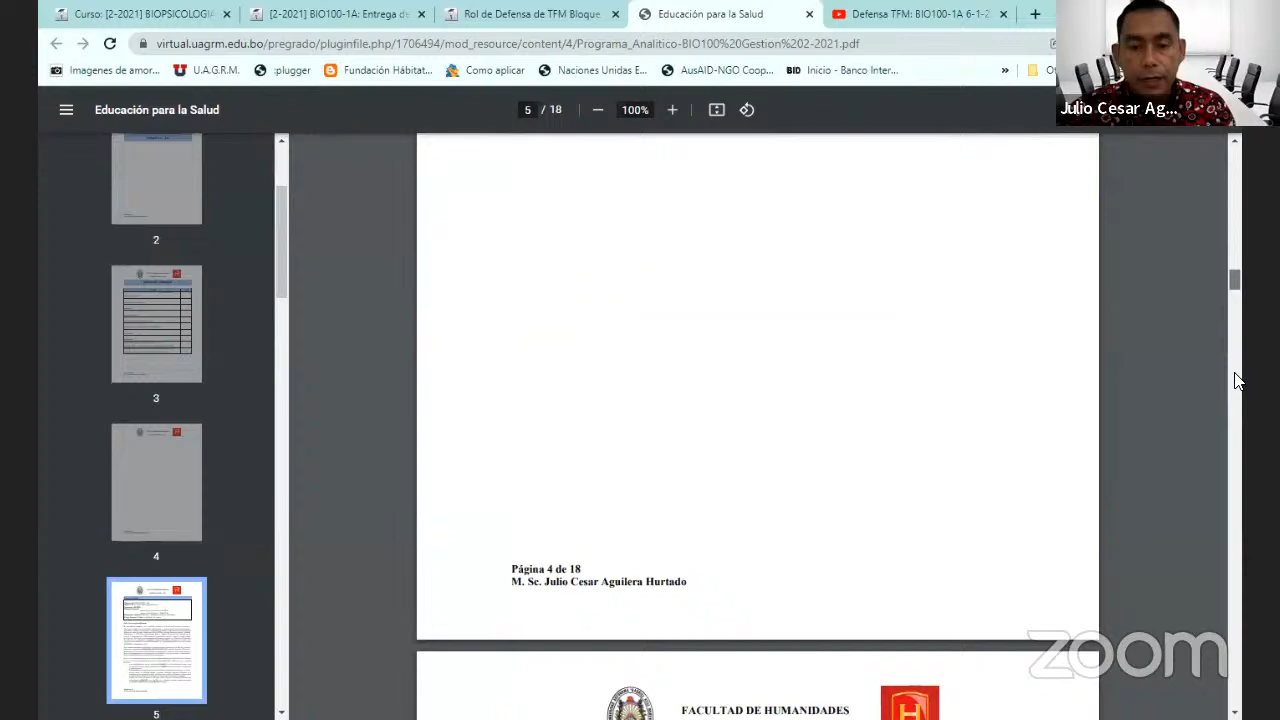 Curso: [2-2021] BIOPSICOLOGI
[2-2021] BIO100-1A: Entrega de
Rol de Defensa de TFM Bloque
Educación para la Salud
Defensa TFM: BIO100-1A 6-1-2
virtual.uagrm.edu.bo/pregrado/pluginfile.php/1706494/mod_resource/content/4/Programa_Analitico-BIO100%20Gestion%202-2021.pdf
Imagenes de amor...
U.A.G.R.M.
:plugger
Fundación Hábitat...
Como aplicar
Naciones Unidas E...
AusAID-NGO Coop...
BID Inicio - Banco Inter...
»
Julio Cesar Ag...
Educación para la Salud
5 / 18
100%
2
3
4
5
Página 4 de 18
M. Sc. Julio Cesar Aguilera Hurtado
FACULTAD DE HUMANIDADES
H
zoom